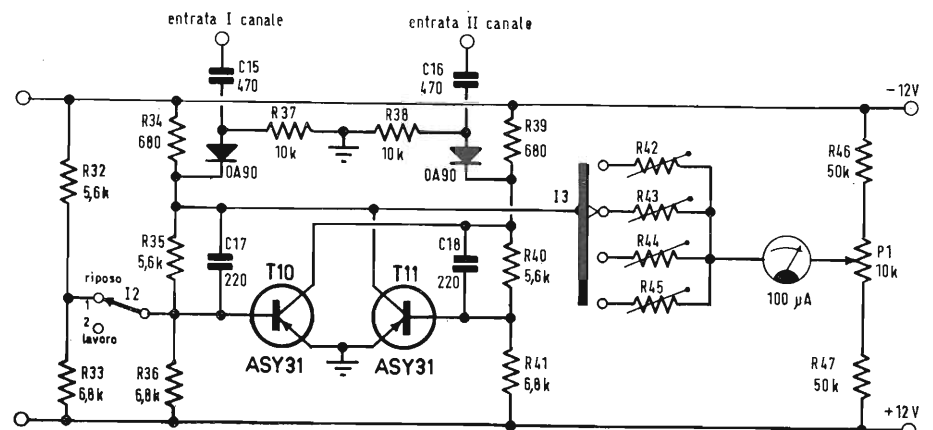 entrata I canale
entrata II canale
C15
470
C16
470
−12V
R34
680
R37
10k
R38
10k
R39
680
R46
50k
R32
5,6k
OA90
OA90
R42
I3
R43
R35
5,6k
C17
220
C18
220
R40
5,6k
R44
P1
10k
T10
T11
R45
100 µA
riposo
1
I2
2
lavoro
ASY31
ASY31
R33
6,8k
R36
6,8k
R41
6,8k
R47
50k
+12V